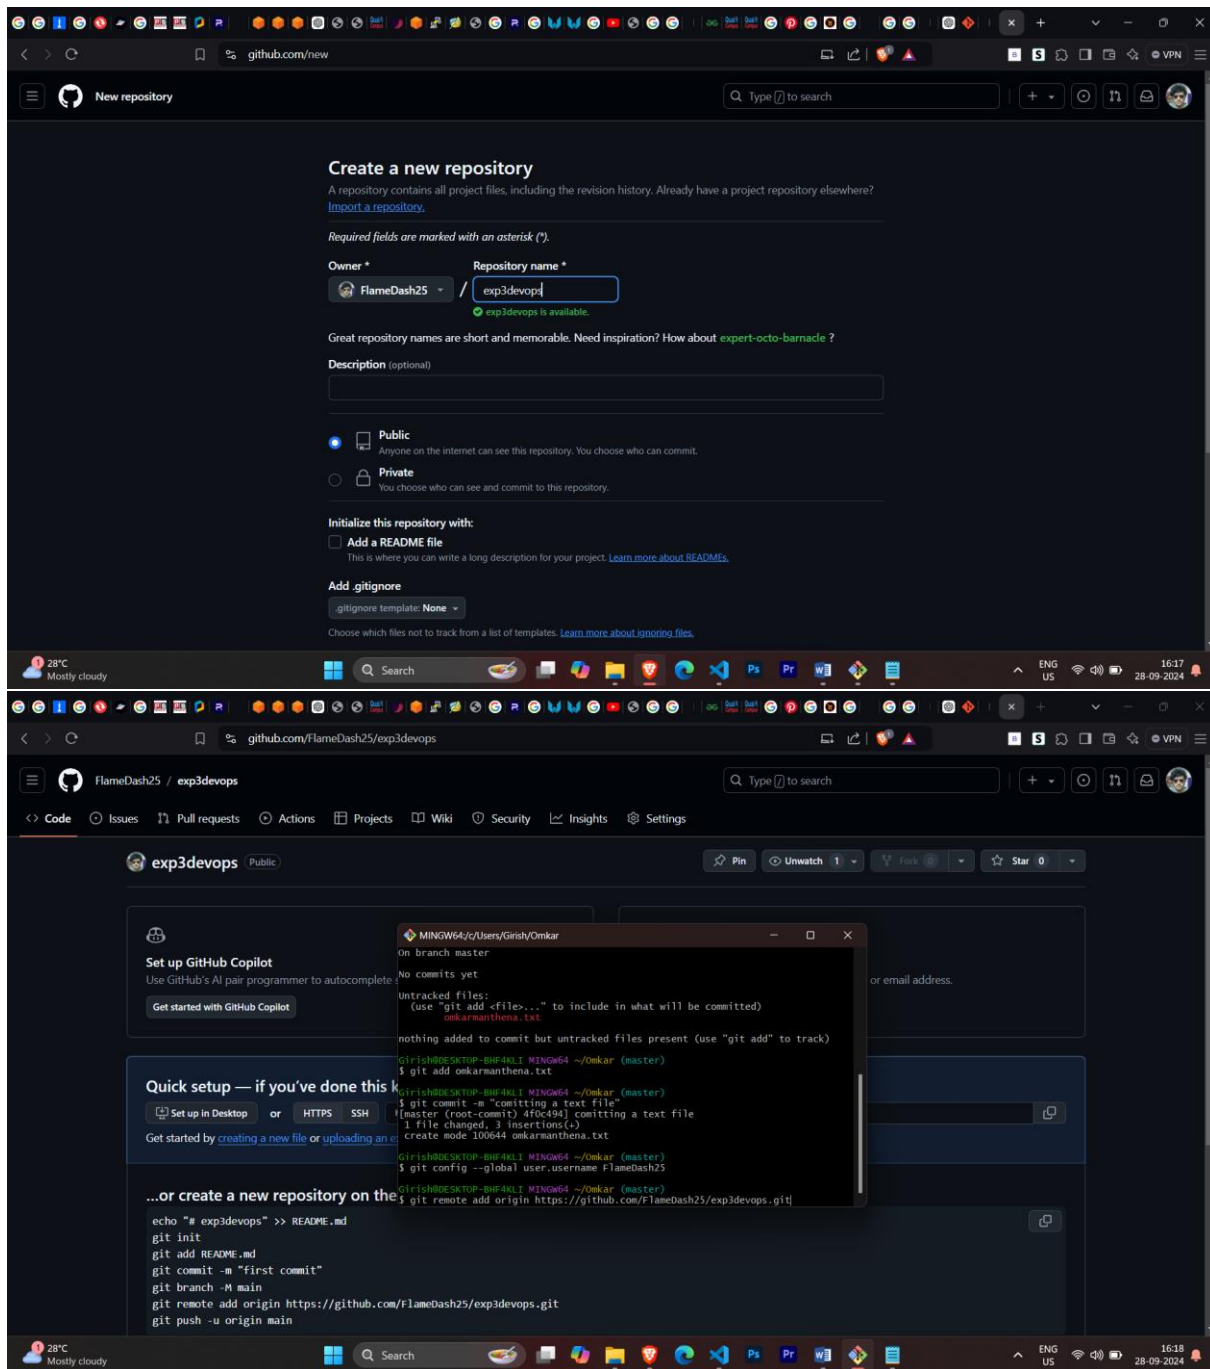 github.com/new
VPN
New repository
Type / to search
Create a new repository
A repository contains all project files, including the revision history. Already have a project repository elsewhere?
Import a repository.
Required fields are marked with an asterisk (*).
Owner * Repository name *
FlameDash25 / exp3devops
exp3devops is available.
Great repository names are short and memorable. Need inspiration? How about expert-octo-barnacle ?
Description (optional)
Public
Anyone on the internet can see this repository. You choose who can commit.
Private
You choose who can see and commit to this repository.
Initialize this repository with:
Add a README file
This is where you can write a long description for your project. Learn more about READMEs.
Add .gitignore
.gitignore template: None
Choose which files not to track from a list of templates. Learn more about ignoring files.
1
28°C
Mostly cloudy
Search
Ps Pr
ENG
US
16:17
28-09-2024
github.com/FlameDash25/exp3devops
VPN
FlameDash25 / exp3devops
Type / to search
Code Issues Pull requests Actions Projects Wiki Security Insights Settings
exp3devops Public
Pin Unwatch 1 Fork 0 Star 0
Set up GitHub Copilot
Use GitHub's AI pair programmer to autocomplete
Get started with GitHub Copilot
or email address.
MINGW64:/c/Users/Girish/Omkar
On branch master
No commits yet
Untracked files:
(use "git add <file>..." to include in what will be committed)
omkarmanthena.txt
nothing added to commit but untracked files present (use "git add" to track)
Girish@DESKTOP-BHF4KLI MINGW64 ~/Omkar (master)
$ git add omkarmanthena.txt
Girish@DESKTOP-BHF4KLI MINGW64 ~/Omkar (master)
$ git commit -m "comitting a text file"
[master (root-commit) 4f0c494] comitting a text file
1 file changed, 3 insertions(+)
create mode 100644 omkarmanthena.txt
Girish@DESKTOP-BHF4KLI MINGW64 ~/Omkar (master)
$ git config --global user.username FlameDash25
Girish@DESKTOP-BHF4KLI MINGW64 ~/Omkar (master)
$ git remote add origin https://github.com/FlameDash25/exp3devops.git
Quick setup — if you've done this k
Set up in Desktop or HTTPS SSH
Get started by creating a new file or uploading an e
...or create a new repository on the
echo "# exp3devops" >> README.md
git init
git add README.md
git commit -m "first commit"
git branch -M main
git remote add origin https://github.com/FlameDash25/exp3devops.git
git push -u origin main
1
28°C
Mostly cloudy
Search
Ps Pr
ENG
US
16:18
28-09-2024